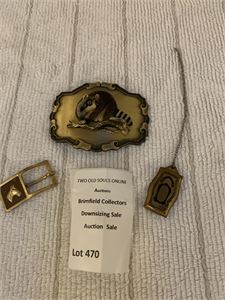 TWO OLD SOULS ONLINE
Auctions
Brimfield Collectors
Downsizing Sale
Auction Sale
Lot 470